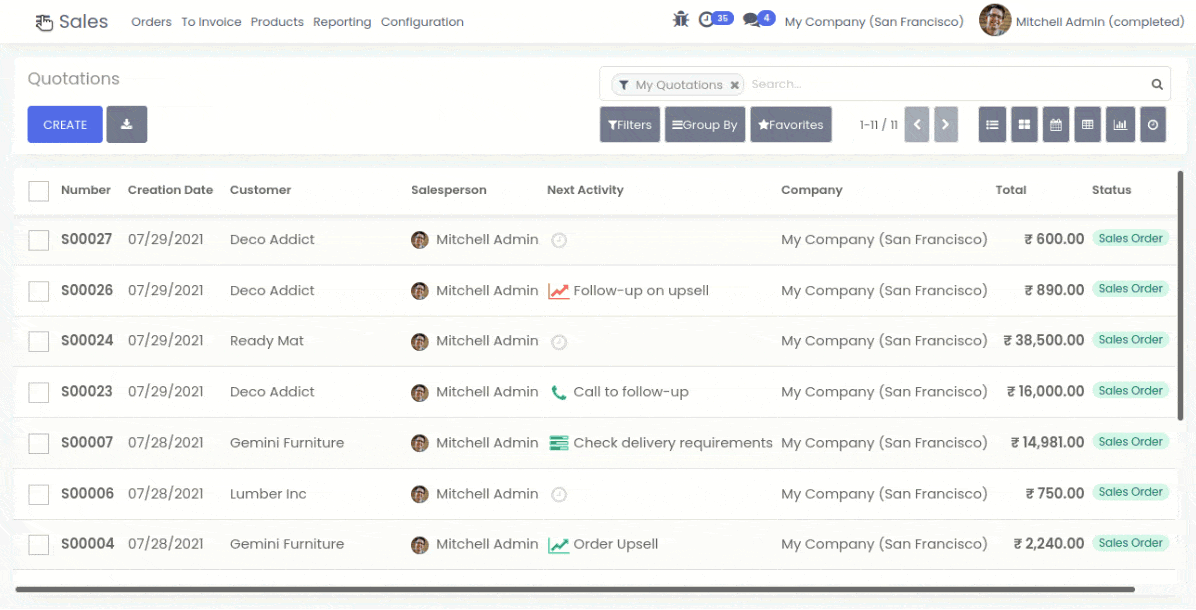 Sales Orders To Invoice Products Reporting Configuration 35 4 My Company (San Francisco) Mitchell Admin (completed)
Quotations
My Quotations × Search...
CREATE Filters Group By Favorites 1-11 / 11
Number Creation Date Customer Salesperson Next Activity Company Total Status
S00027 07/29/2021 Deco Addict Mitchell Admin My Company (San Francisco) ₹ 600.00 Sales Order
S00026 07/29/2021 Deco Addict Mitchell Admin Follow-up on upsell My Company (San Francisco) ₹ 890.00 Sales Order
S00024 07/29/2021 Ready Mat Mitchell Admin My Company (San Francisco) ₹ 38,500.00 Sales Order
S00023 07/29/2021 Deco Addict Mitchell Admin Call to follow-up My Company (San Francisco) ₹ 16,000.00 Sales Order
S00007 07/28/2021 Gemini Furniture Mitchell Admin Check delivery requirements My Company (San Francisco) ₹ 14,981.00 Sales Order
S00006 07/28/2021 Lumber Inc Mitchell Admin My Company (San Francisco) ₹ 750.00 Sales Order
S00004 07/28/2021 Gemini Furniture Mitchell Admin Order Upsell My Company (San Francisco) ₹ 2,240.00 Sales Order